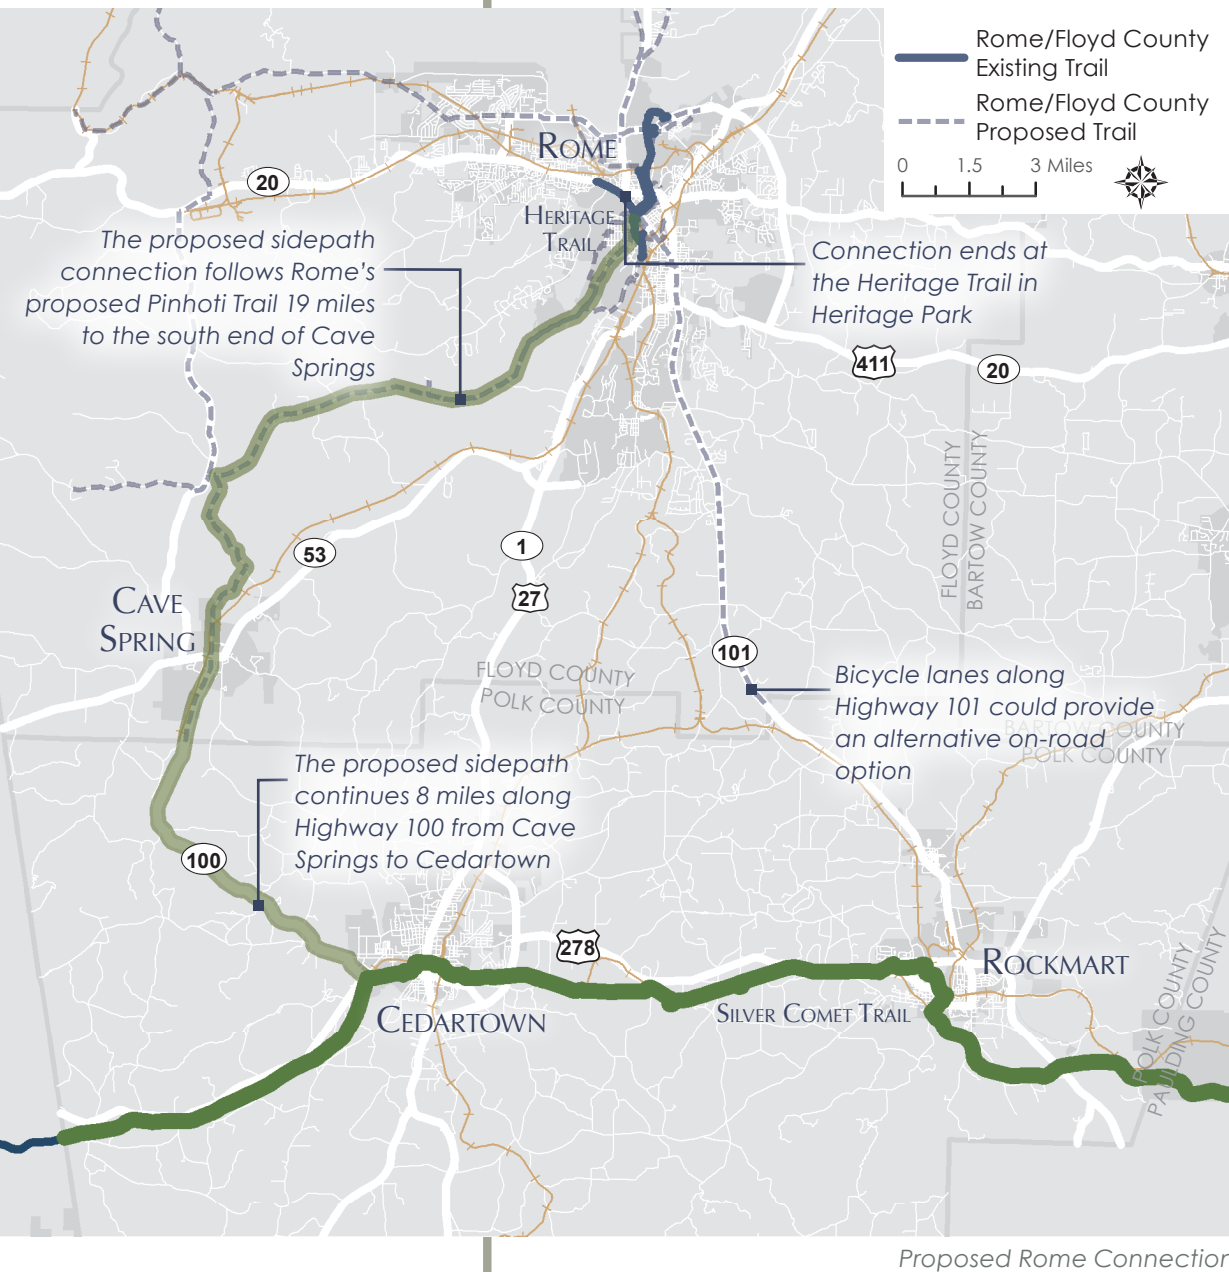 Rome/Floyd County
Existing Trail
Rome/Floyd County
Proposed Trail
0 1.5 3 Miles
ROME
20
HERITAGE
TRAIL
The proposed sidepath
connection follows Rome's
proposed Pinhoti Trail 19 miles
to the south end of Cave
Springs
Connection ends at
the Heritage Trail in
Heritage Park
411
20
FLOYD COUNTY
BARTOW COUNTY
53
1
27
CAVE
SPRING
101
FLOYD COUNTY
POLK COUNTY
Bicycle lanes along
Highway 101 could provide
an alternative on-road
option
BARTOW COUNTY
POLK COUNTY
The proposed sidepath
continues 8 miles along
Highway 100 from Cave
Springs to Cedartown
100
278
ROCKMART
CEDARTOWN
SILVER COMET TRAIL
POLK COUNTY
PAULDING COUNTY
Proposed Rome Connection